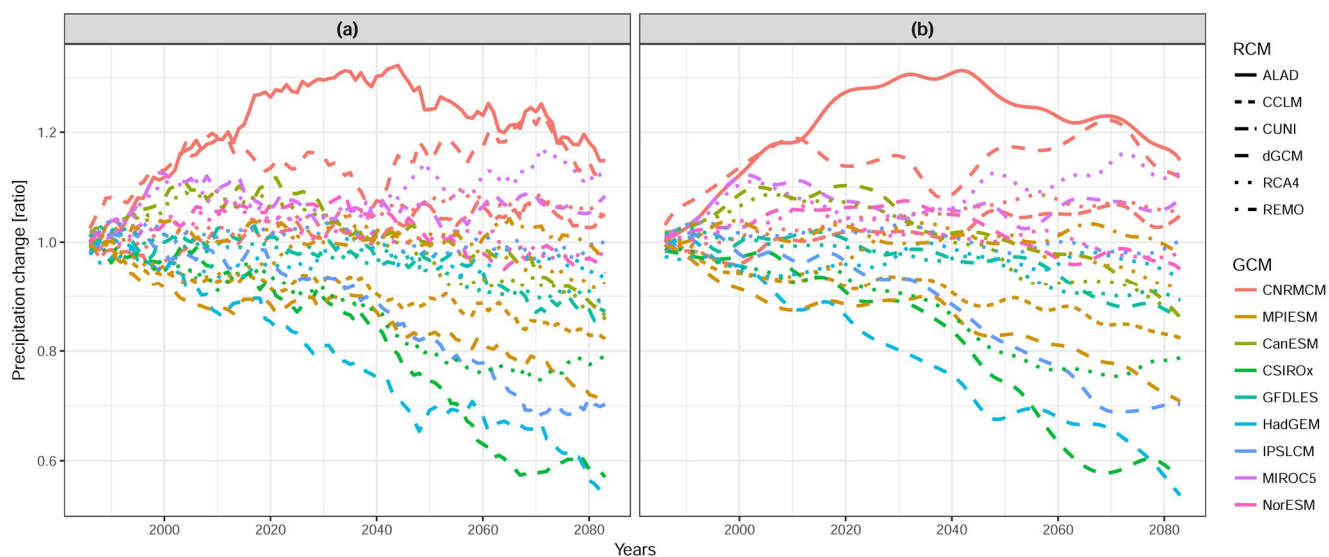 (a)
(b)
Precipitation change [ratio]
1.2
1.0
0.8
0.6
2000
2020
2040
2060
2080
2000
2020
2040
2060
2080
Years
RCM
ALAD
CCLM
CUNI
dGCM
RCA4
REMO
GCM
CNRMCM
MPIESM
CanESM
CSIROx
GFDLES
HadGEM
IPSLCM
MIROC5
NorESM